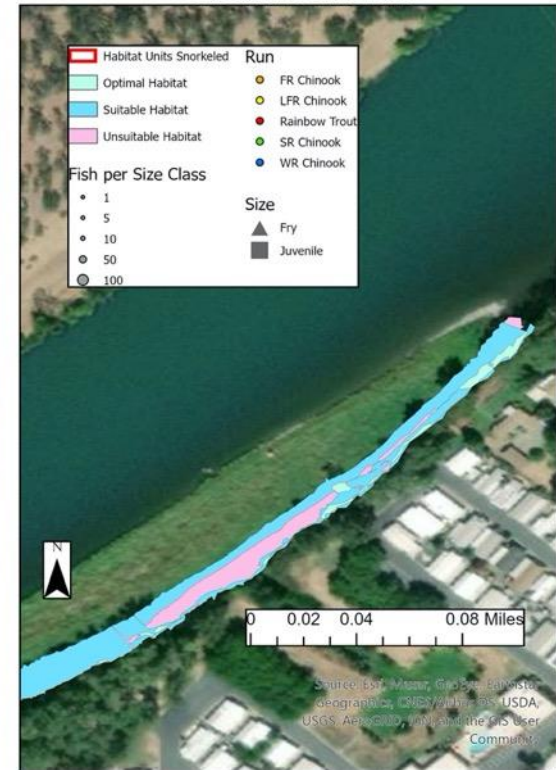 Habitat Units Snorkeled
Optimal Habitat
Suitable Habitat
Unsuitable Habitat
Fish per Size Class
1
5
10
50
100
Run
FR Chinook
LFR Chinook
Rainbow Trout
SR Chinook
WR Chinook
Size
Fry
Juvenile
N
0 0.02 0.04 0.08 Miles
Source: Esri, Maxar, GeoEye, Earthstar
Geographics, CNES/Airbus DS, USDA,
USGS, AeroGRID, IGN, and the GIS User
Community